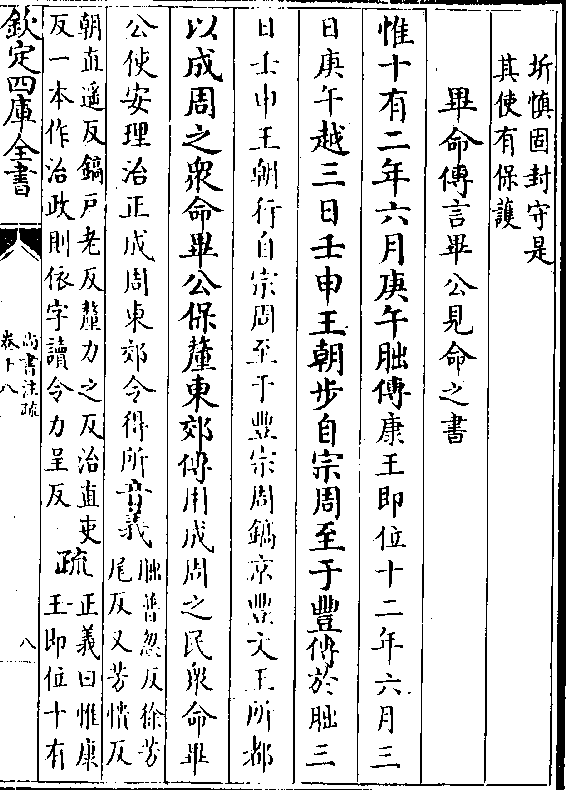 圻慎固封守是
其使有保護
畢命傳言畢公見命之書
惟十有二年六月庚午朏傳康王即位十二年六月三
日庚午越三日壬申王朝步自宗周至于豐傳於朏三
日壬申王朝行自宗周至于豐宗周鎬京豐文王所都
以成周之眾命畢公保釐東郊傳用成周之民眾命畢
公使安理治正成周東郊令得所音義
朏普忽反徐芳
尾反又芳憒反
朝直遙反鎬戸老反釐力之反治直吏
反一本作治政則依字讀令力呈反
疏
正義曰惟康
王即位十有
欽定四庫全書
尚書注疏
卷十八
八